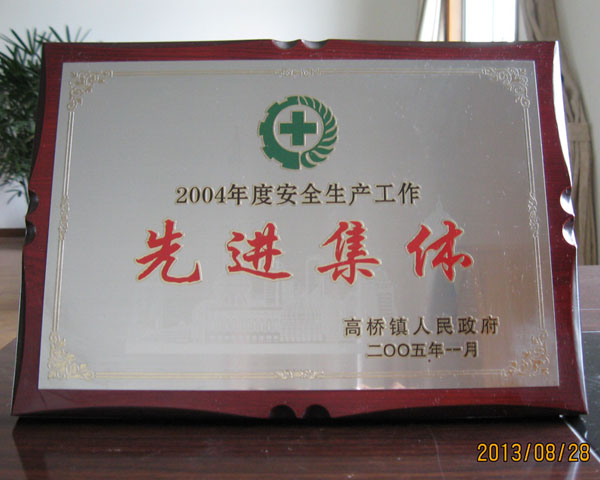 2004年度安全生产工作
先进集体
高桥镇人民政府
二〇〇五年一月
2013/08/28